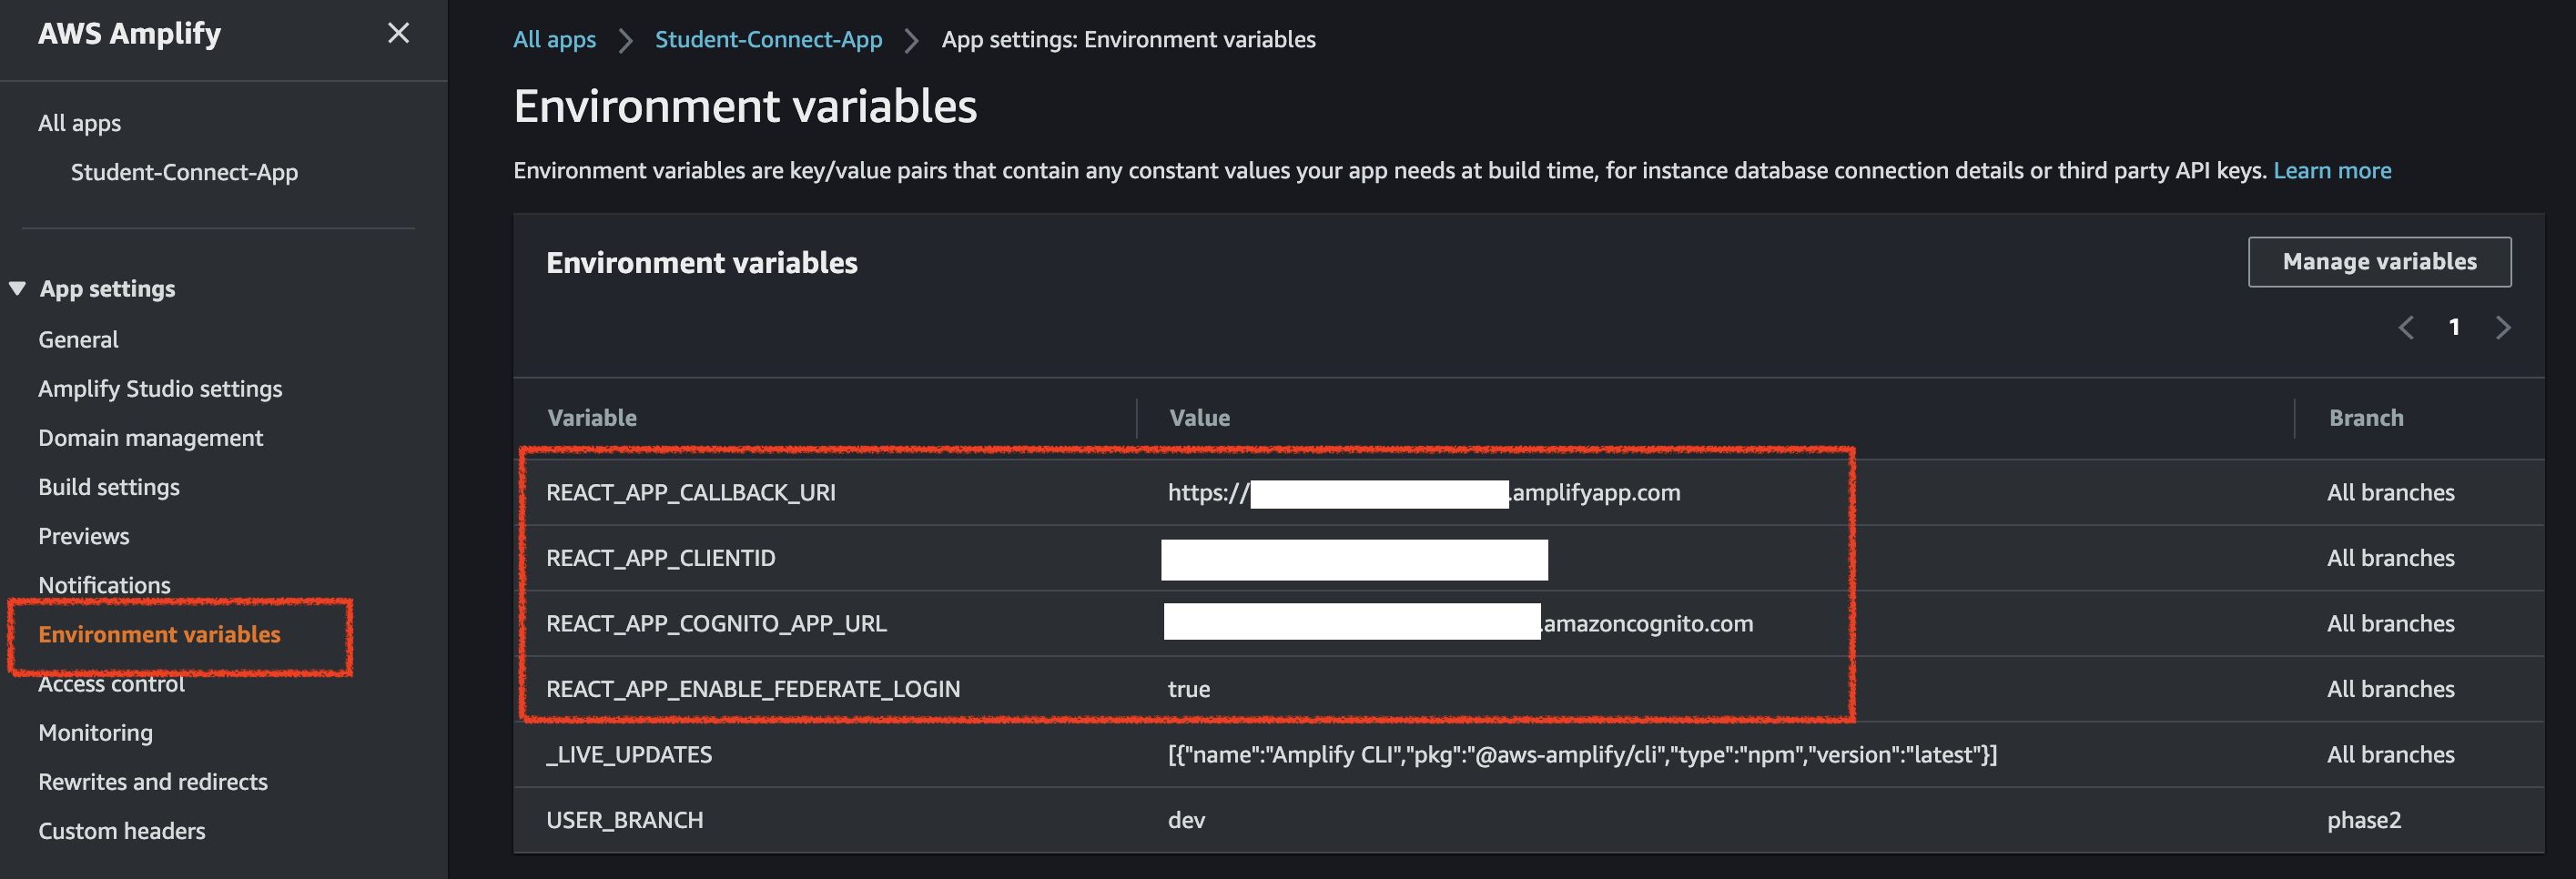 AWS Amplify
All apps
Student-Connect-App
App settings
General
Amplify Studio settings
Domain management
Build settings
Previews
Notifications
Environment variables
Access control
Monitoring
Rewrites and redirects
Custom headers
All apps > Student-Connect-App > App settings: Environment variables
Environment variables
Environment variables are key/value pairs that contain any constant values your app needs at build time, for instance database connection details or third party API keys. Learn more
Environment variables
Manage variables
1
Variable Value Branch
REACT_APP_CALLBACK_URI https:// .amplifyapp.com All branches
REACT_APP_CLIENTID All branches
REACT_APP_COGNITO_APP_URL .amazoncognito.com All branches
REACT_APP_ENABLE_FEDERATE_LOGIN true All branches
_LIVE_UPDATES [{"name":"Amplify CLI","pkg":"@aws-amplify/cli","type":"npm","version":"latest"}] All branches
USER_BRANCH dev phase2